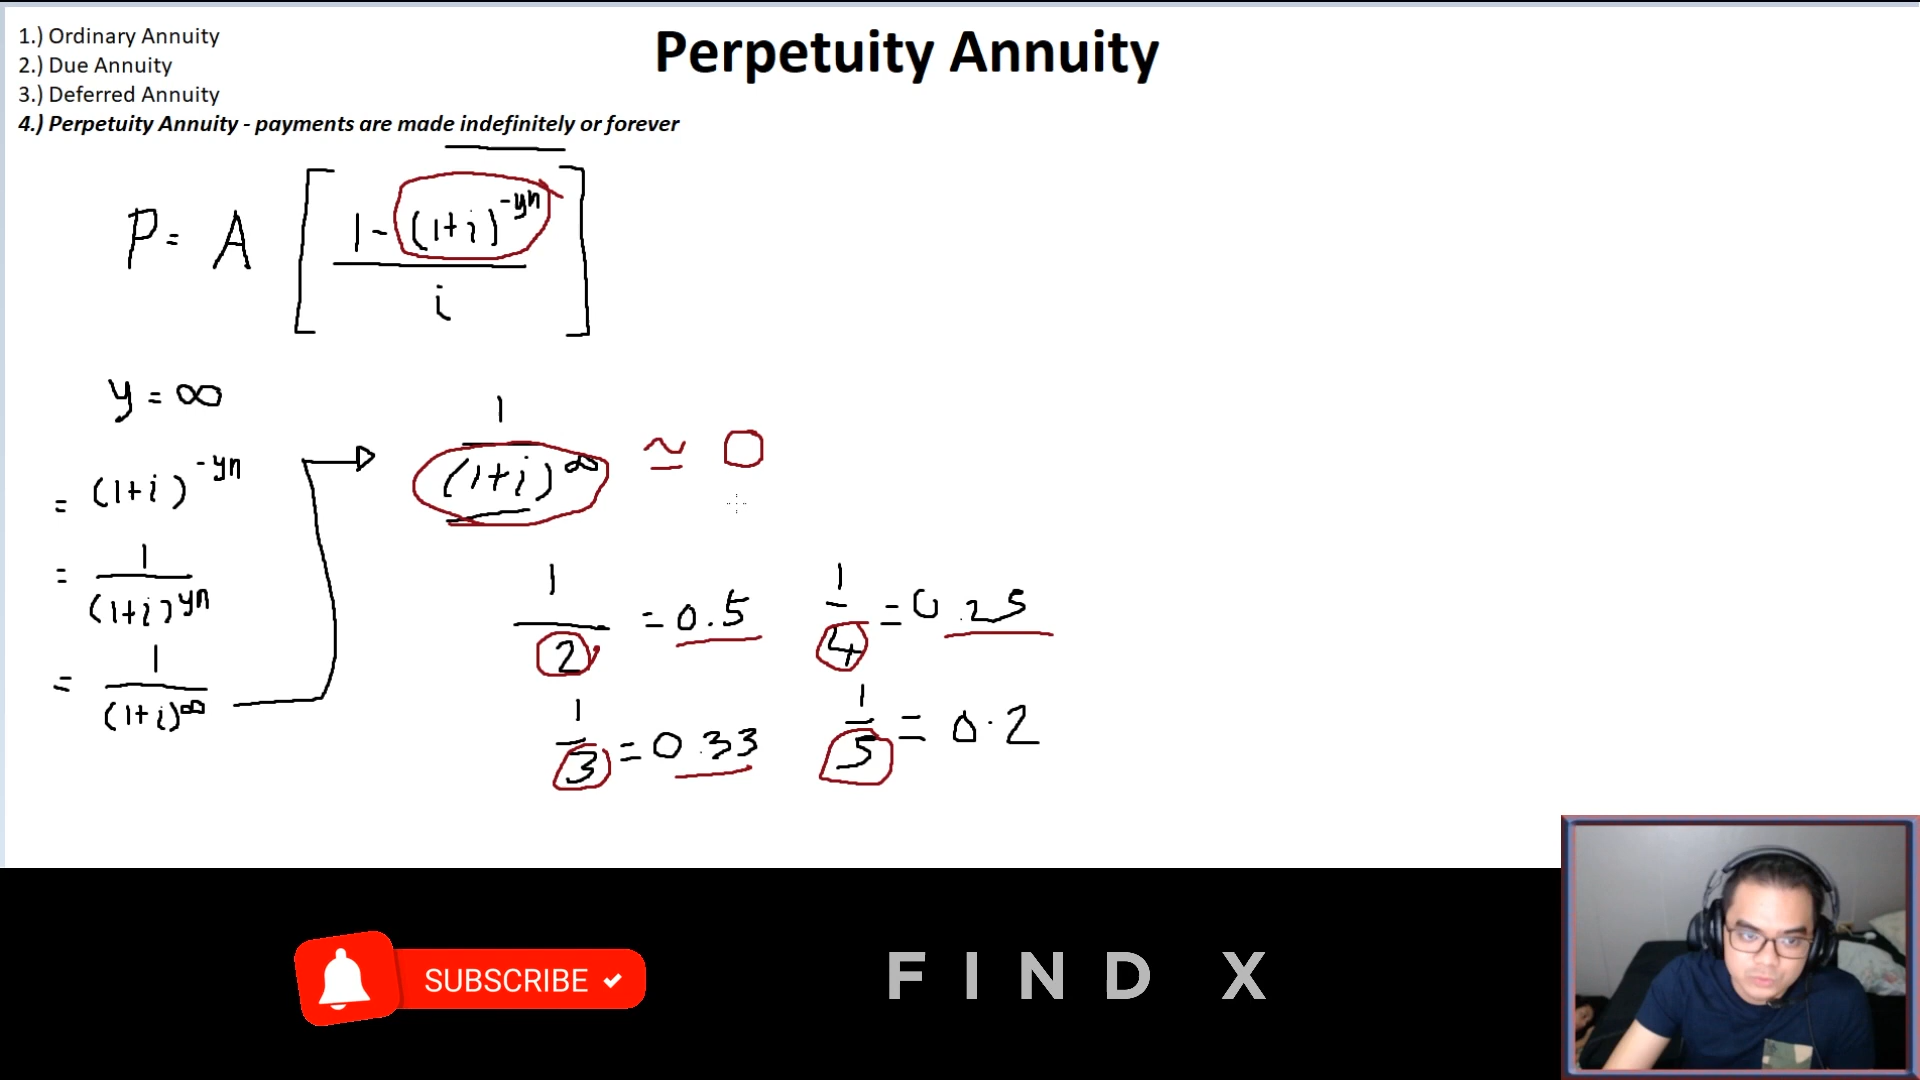 1.) Ordinary Annuity
2.) Due Annuity
3.) Deferred Annuity
4.) Perpetuity Annuity - payments are made indefinitely or forever
Perpetuity Annuity
P = A [ 1 - (1+i)^-yn / i ]
y = ∞
= (1+i)^-yn
= 1 / (1+i)^yn
= 1 / (1+i)^∞
1 / (1+i)^∞ ≃ 0
1 / 2 = 0.5
1 / 4 = 0.25
1 / 3 = 0.33
1 / 5 = 0.2
SUBSCRIBE
FIND X